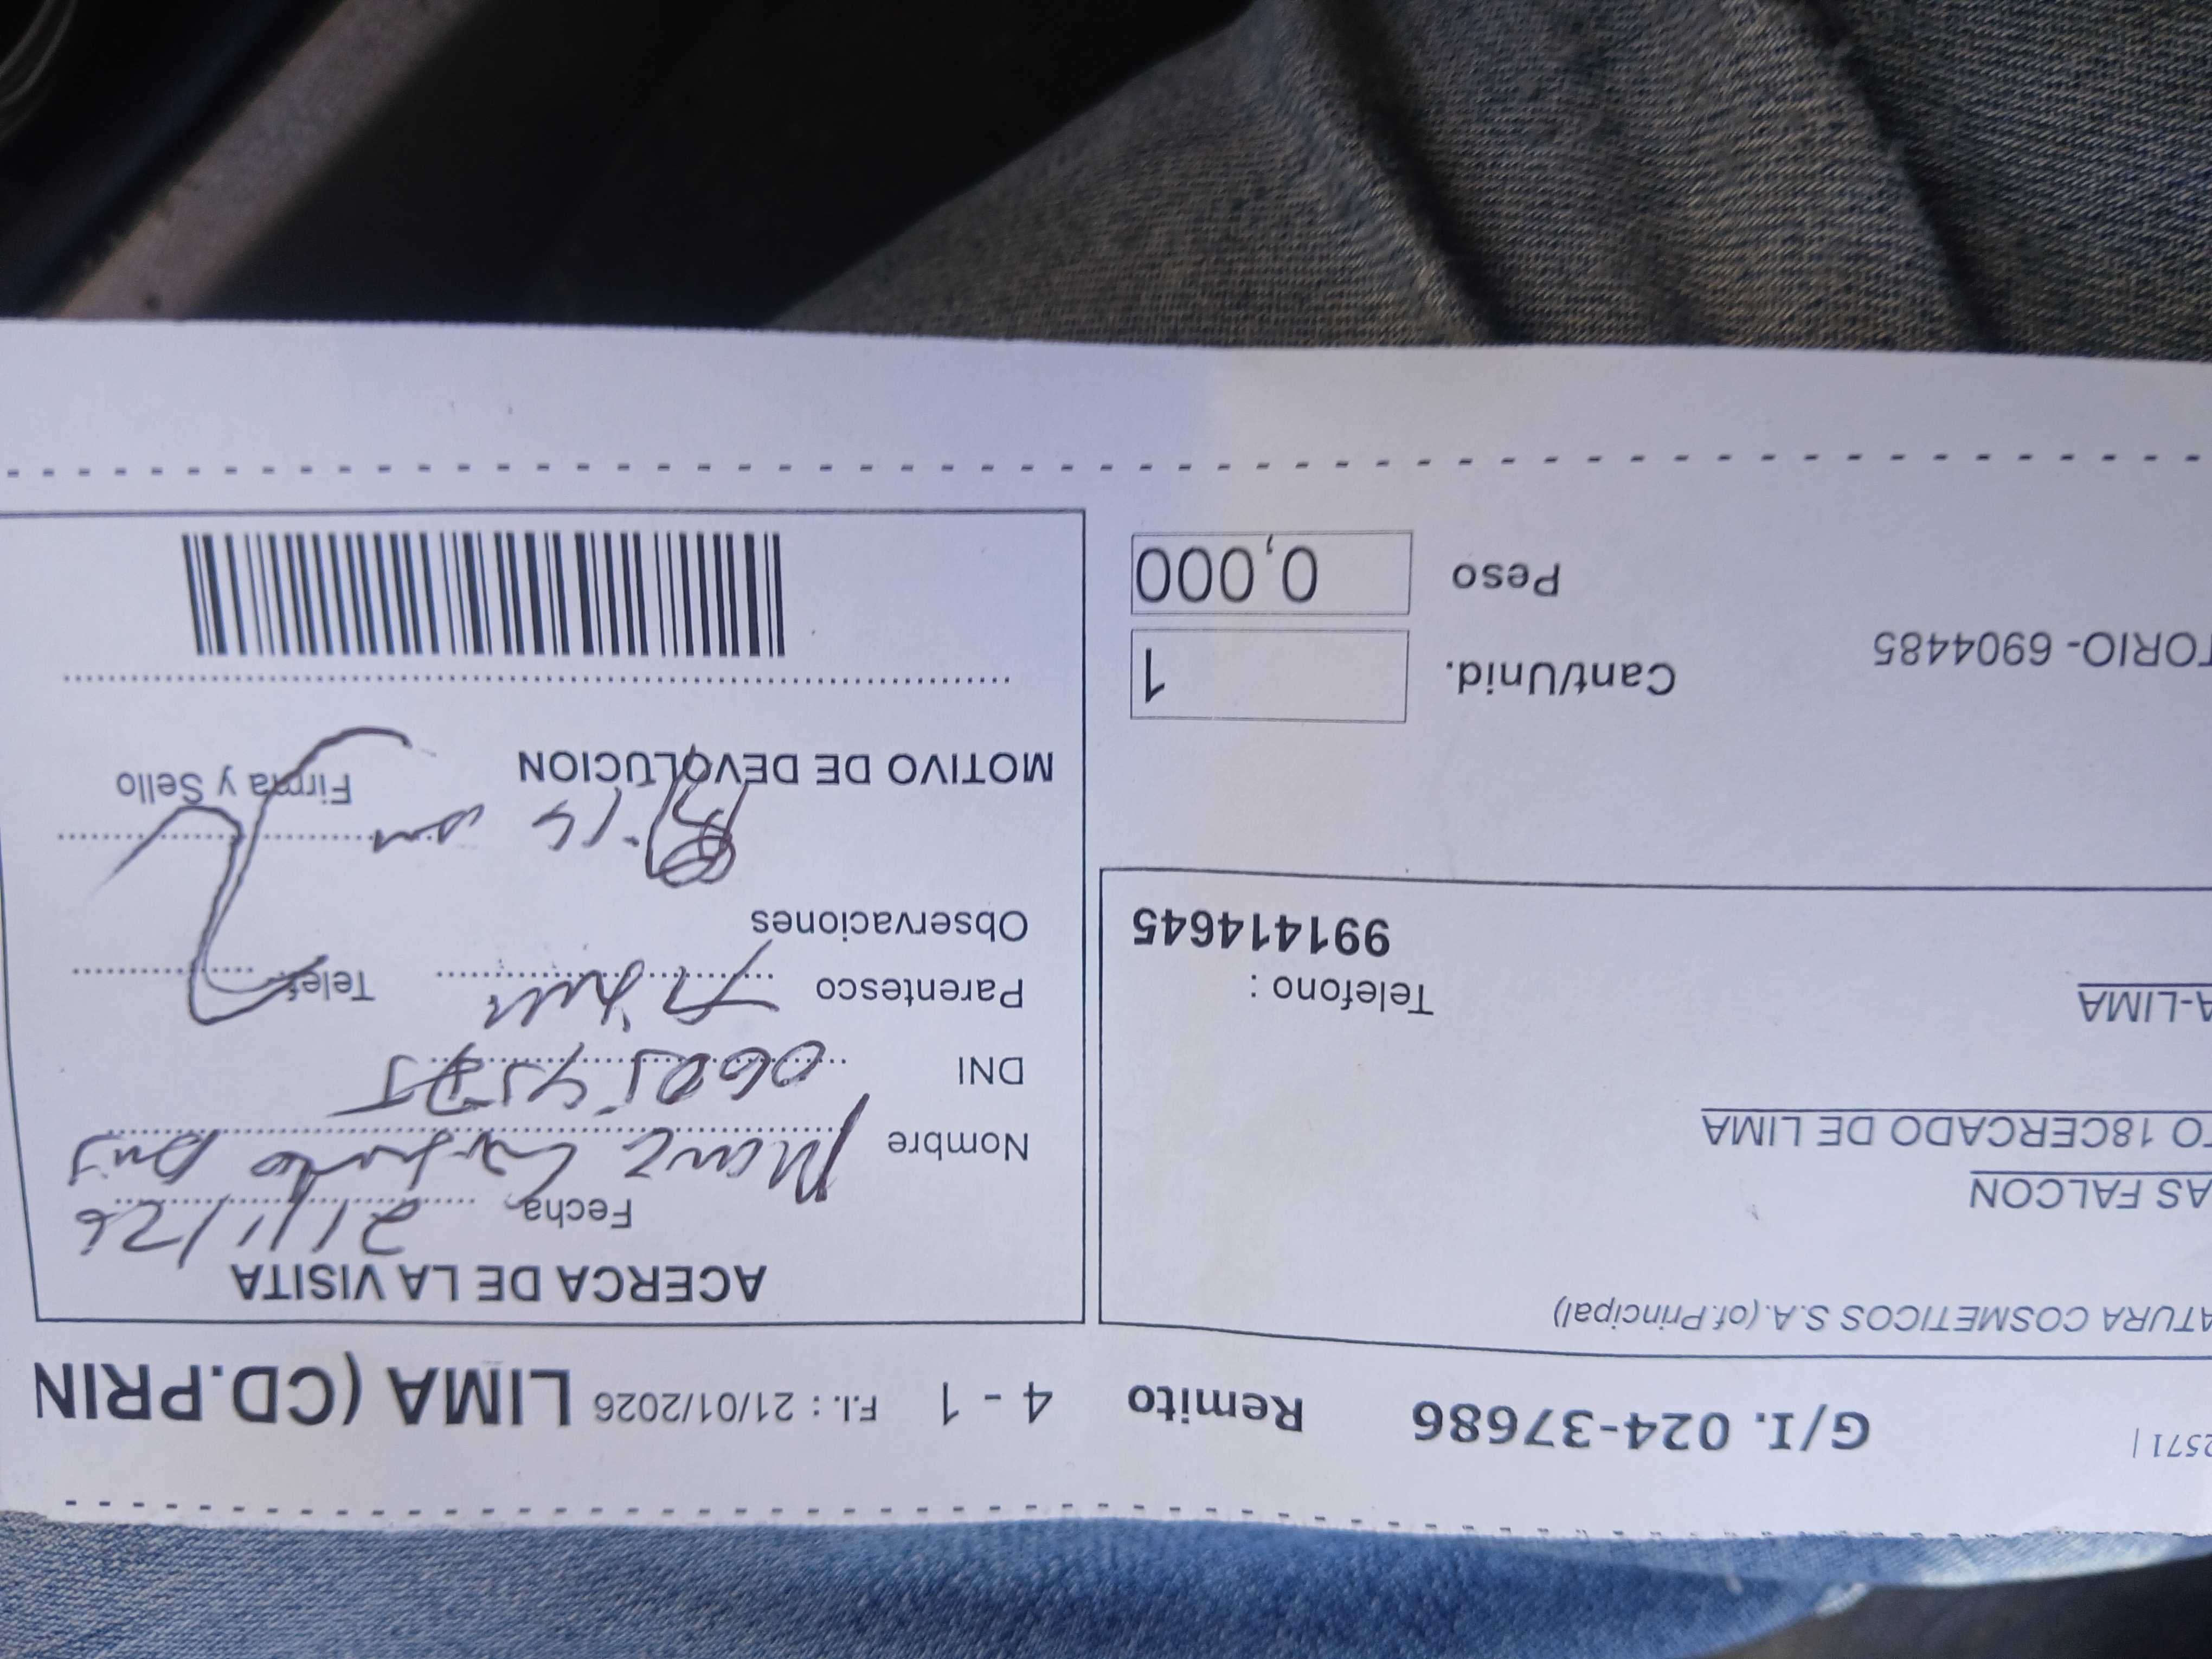 2571 | G/I. 024-37686 Remito 4 - 1 F.I. : 21/01/2026 LIMA (CD.PRIN
ATURA COSMETICOS S.A. (of.Principal)
AS FALCON
TO 18CERCADO DE LIMA
A-LIMA
Telefono :
991414645
TORIO- 6904485
Cant/Unid. 1
Peso 0,000
ACERCA DE LA VISITA
Fecha 21/1/26
Nombre
DNI
Parentesco Telef.
Observaciones
Firma y Sello
MOTIVO DE DEVOLUCION